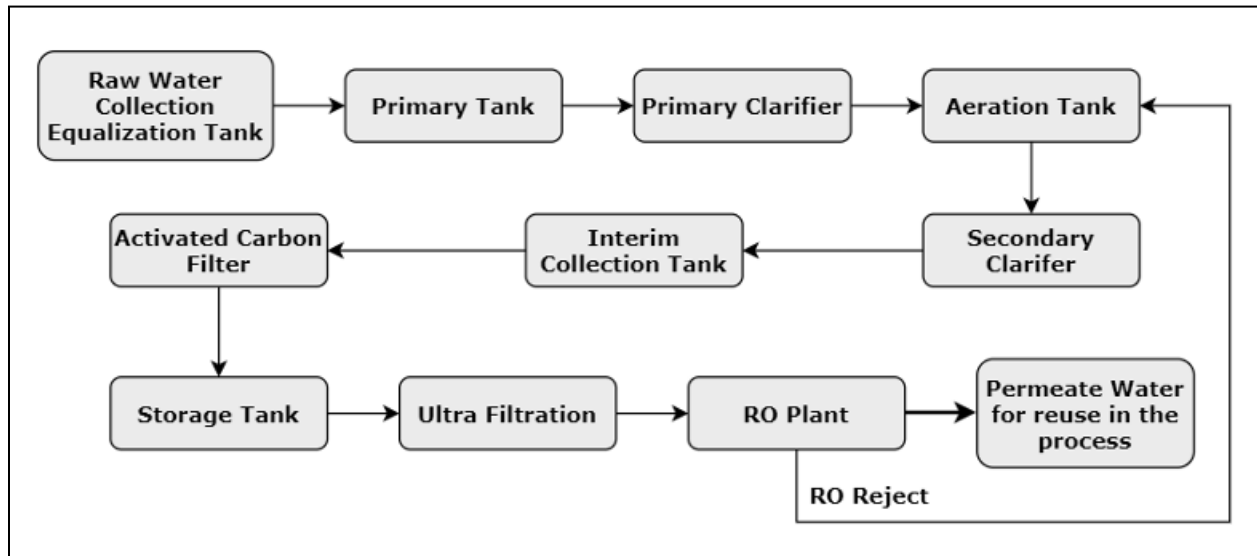 Raw Water
Collection
Equalization Tank
Primary Tank
Primary Clarifier
Aeration Tank
Activated Carbon
Filter
Interim
Collection Tank
Secondary
Clarifer
Storage Tank
Ultra Filtration
RO Plant
Permeate Water
for reuse in the
process
RO Reject